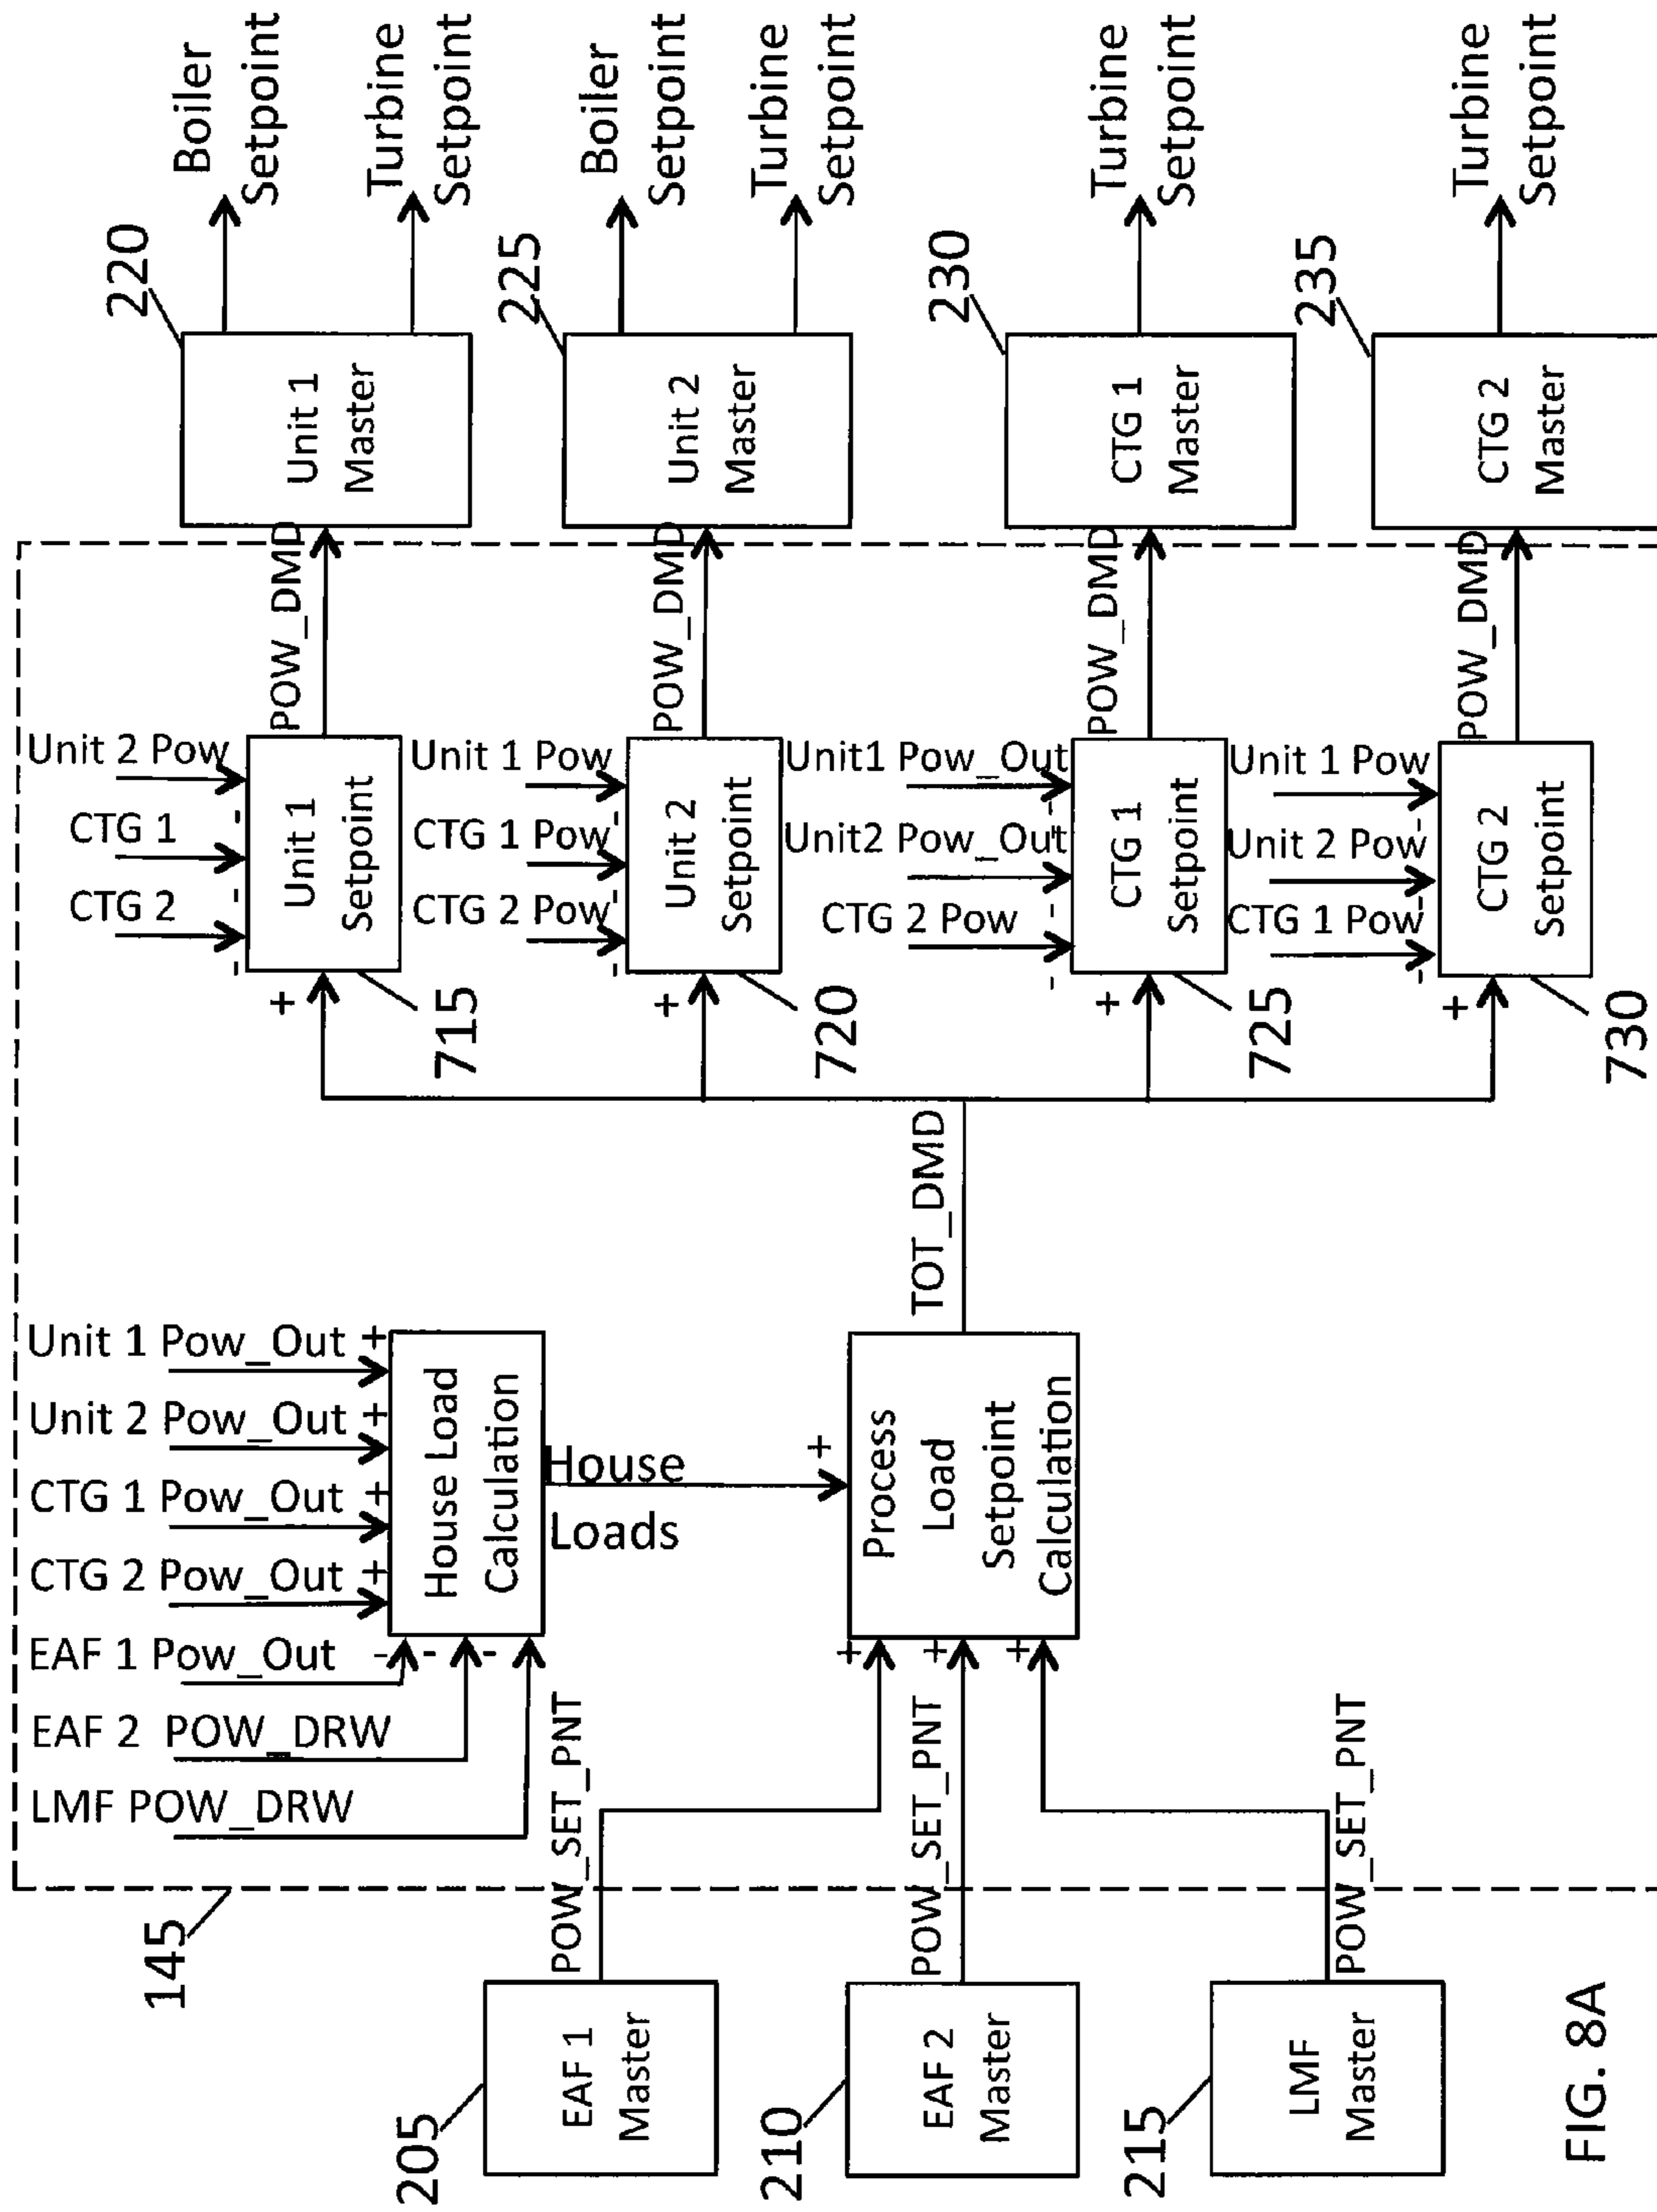 145
Unit 1 Pow_Out +
Unit 2 Pow_Out +
CTG 1 Pow_Out +
CTG 2 Pow_Out +
EAF 1 Pow_Out -
EAF 2 POW_DRW -
LMF POW_DRW -
House Load
Calculation
House
Loads
+
205
EAF 1
Master
POW_SET_PNT
+
210
EAF 2
Master
POW_SET_PNT
+
215
LMF
Master
POW_SET_PNT
+
Process
Load
Setpoint
Calculation
TOT_DMD
Unit 2 Pow
-
CTG 1
-
CTG 2
-
+
Unit 1
Setpoint
715
POW_DMD
220
Unit 1
Master
Boiler
Setpoint
Turbine
Setpoint
Unit 1 Pow
-
CTG 1 Pow
-
CTG 2 Pow
-
+
Unit 2
Setpoint
720
POW_DMD
225
Unit 2
Master
Boiler
Setpoint
Turbine
Setpoint
Unit1 Pow_Out
-
Unit2 Pow_Out
-
CTG 2 Pow
-
+
CTG 1
Setpoint
725
POW_DMD
230
CTG 1
Master
Turbine
Setpoint
Unit 1 Pow
-
Unit 2 Pow
-
CTG 1 Pow
-
+
CTG 2
Setpoint
730
POW_DMD
235
CTG 2
Master
Turbine
Setpoint
FIG. 8A